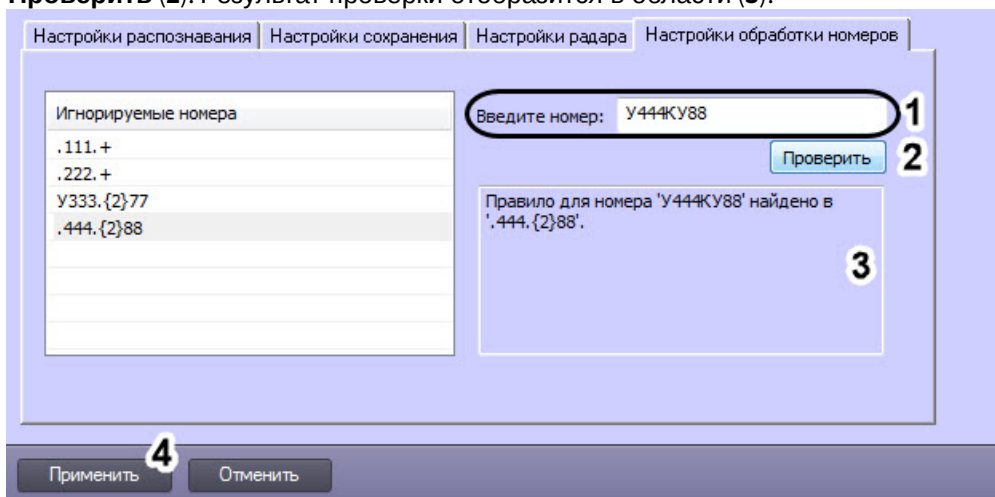 Проверить (2). Результат проверки отобразится в области (3).
Настройки распознавания Настройки сохранения Настройки радара Настройки обработки номеров
Игнорируемые номера
.111.+
.222.+
У333.{2}77
.444.{2}88
Введите номер: У444КУ88 1
Проверить 2
Правило для номера 'У444КУ88' найдено в
'.444.{2}88'.
3
4
Применить Отменить